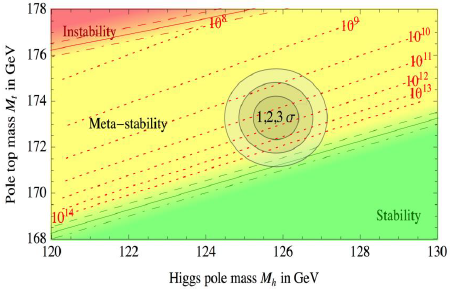 178
176
174
172
170
168
Pole top mass Mt in GeV
Instability
Meta−stability
1,2,3 σ
Stability
10^8
10^9
10^10
10^11
10^12
10^13
10^14
120 122 124 126 128 130
Higgs pole mass Mh in GeV